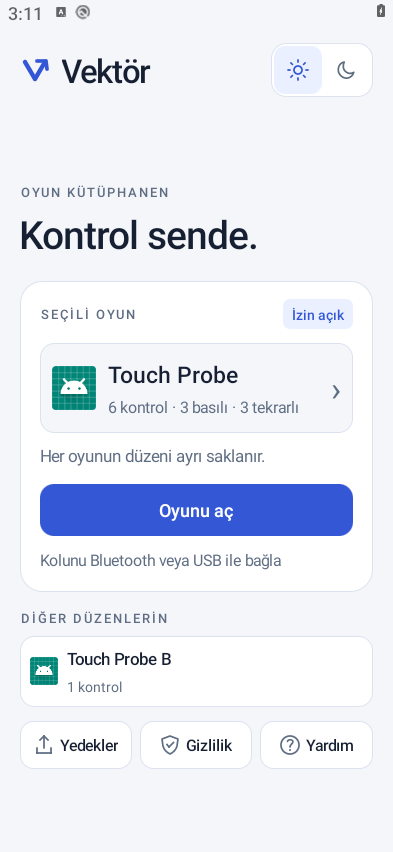 3:11
Vektör
OYUN KÜTÜPHANEN
Kontrol sende.
SEÇİLİ OYUN
İzin açık
Touch Probe
6 kontrol · 3 basılı · 3 tekrarlı
Her oyunun düzeni ayrı saklanır.
Oyunu aç
Kolunu Bluetooth veya USB ile bağla
DİĞER DÜZENLERİN
Touch Probe B
1 kontrol
Yedekler
Gizlilik
Yardım